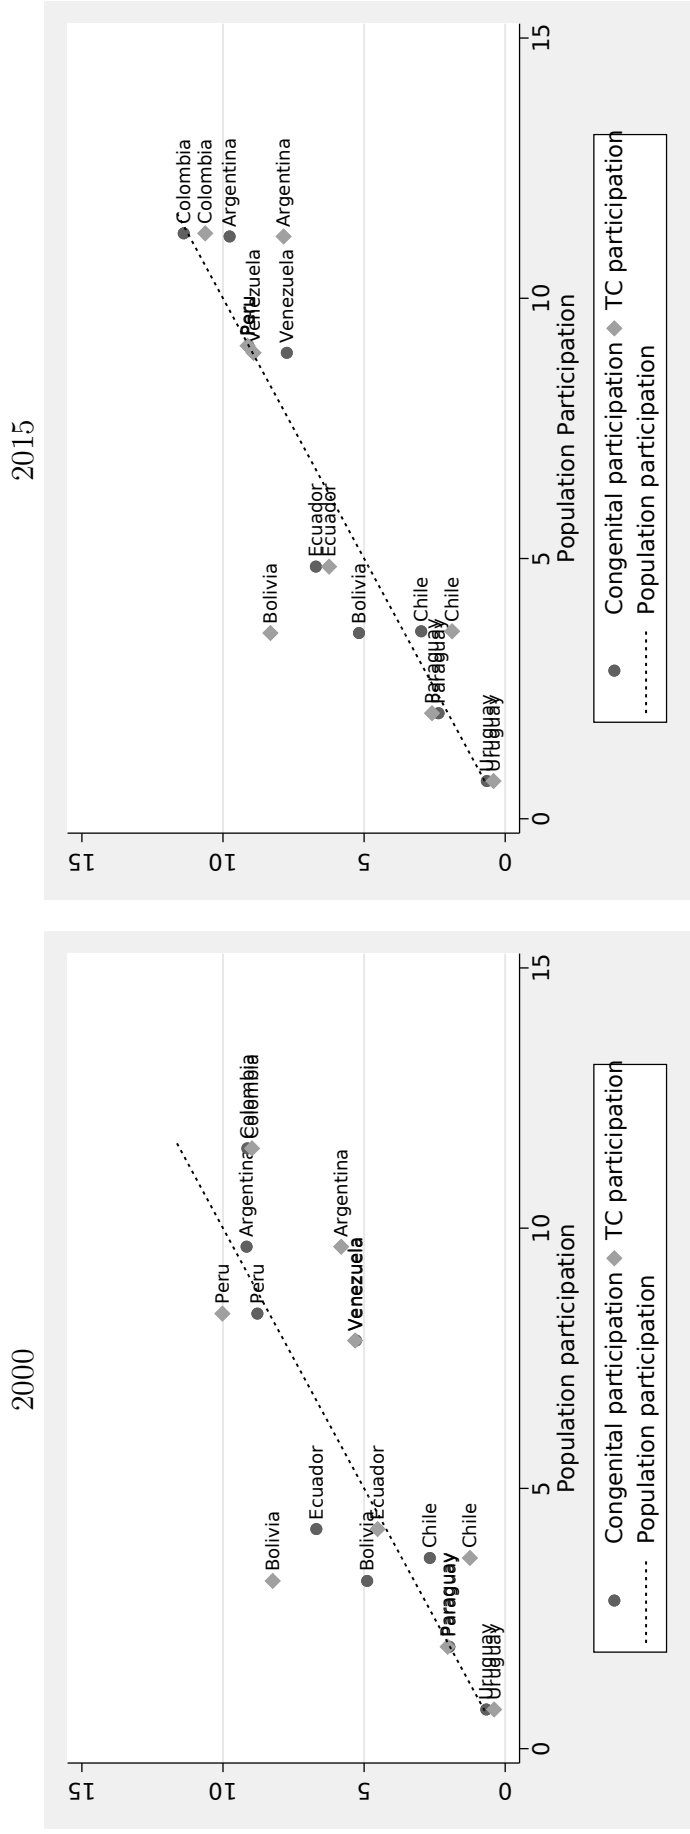 2000
15
10
5
0
Peru
Argentina
Colombia
Colombia
Peru
Bolivia
Ecuador
Argentina
Venezuela
Venezuela
Bolivia
Ecuador
Chile
Paraguay
Paraguay
Chile
Uruguay
Uruguay
0
5
10
15
Population participation
Congenital participation
TC participation
Population participation
2015
15
10
5
0
Colombia
Colombia
Argentina
Peru
Peru
Venezuela
Argentina
Venezuela
Bolivia
Ecuador
Ecuador
Bolivia
Chile
Paraguay
Paraguay
Chile
Uruguay
Uruguay
0
5
10
15
Population Participation
Congenital participation
TC participation
Population participation